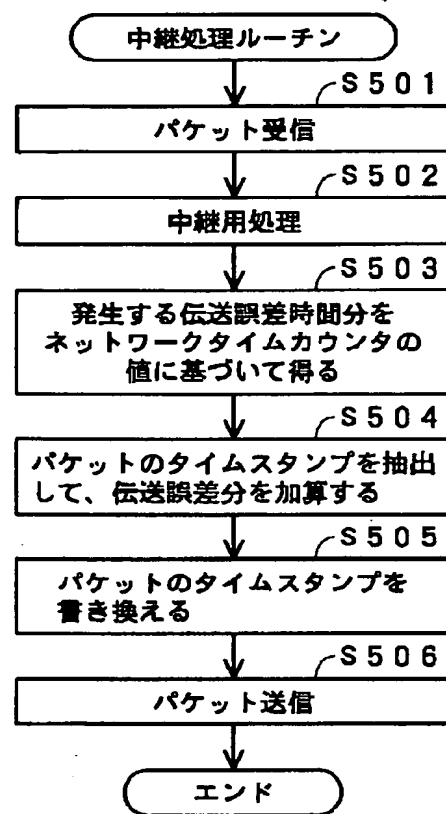 中継処理ルーチン
S501
パケット受信
S502
中継用処理
S503
発生する伝送誤差時間分を
ネットワークタイムカウンタの
値に基づいて得る
S504
パケットのタイムスタンプを抽出
して、伝送誤差分を加算する
S505
パケットのタイムスタンプを
書き換える
S506
パケット送信
エンド